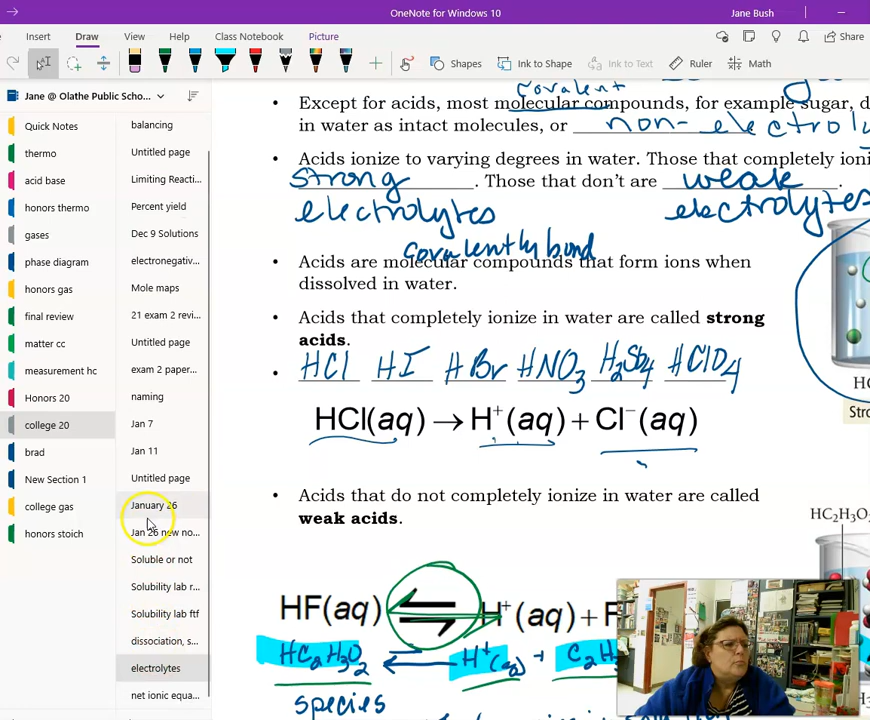 OneNote for Windows 10
Jane Bush
Insert
Draw
View
Help
Class Notebook
Picture
Share
Shapes
Ink to Shape
Ink to Text
Ruler
Math
Jane @ Olathe Public Scho...
Quick Notes
thermo
acid base
honors thermo
gases
phase diagram
honors gas
final review
matter cc
measurement hc
Honors 20
college 20
brad
New Section 1
college gas
honors stoich
balancing
Untitled page
Limiting Reacti...
Percent yield
Dec 9 Solutions
electronegativ...
Mole maps
21 exam 2 revi...
Untitled page
exam 2 paper...
naming
Jan 7
Jan 11
Untitled page
January 26
Jan 26 new no...
Soluble or not
Solubility lab r...
Solubility lab ftf
dissociation, s...
electrolytes
net ionic equa...
covalent
• Except for acids, most molecular compounds, for example sugar, d
in water as intact molecules, or non-electroly
• Acids ionize to varying degrees in water. Those that completely ioni
strong. Those that don't are weak.
electrolytes electrolytes
covalently bond
• Acids are molecular compounds that form ions when
dissolved in water.
• Acids that completely ionize in water are called strong
acids.
• HCl HI HBr HNO₃ H₂SO₄ HClO₄
HCl(aq) → H⁺(aq) + Cl⁻(aq)
• Acids that do not completely ionize in water are called
weak acids.
HF(aq) ⇌ H⁺(aq) + F
HC₂H₃O₂ ← H⁺(aq) + C₂H
species
HC
Stro
HC₂H₃O₂